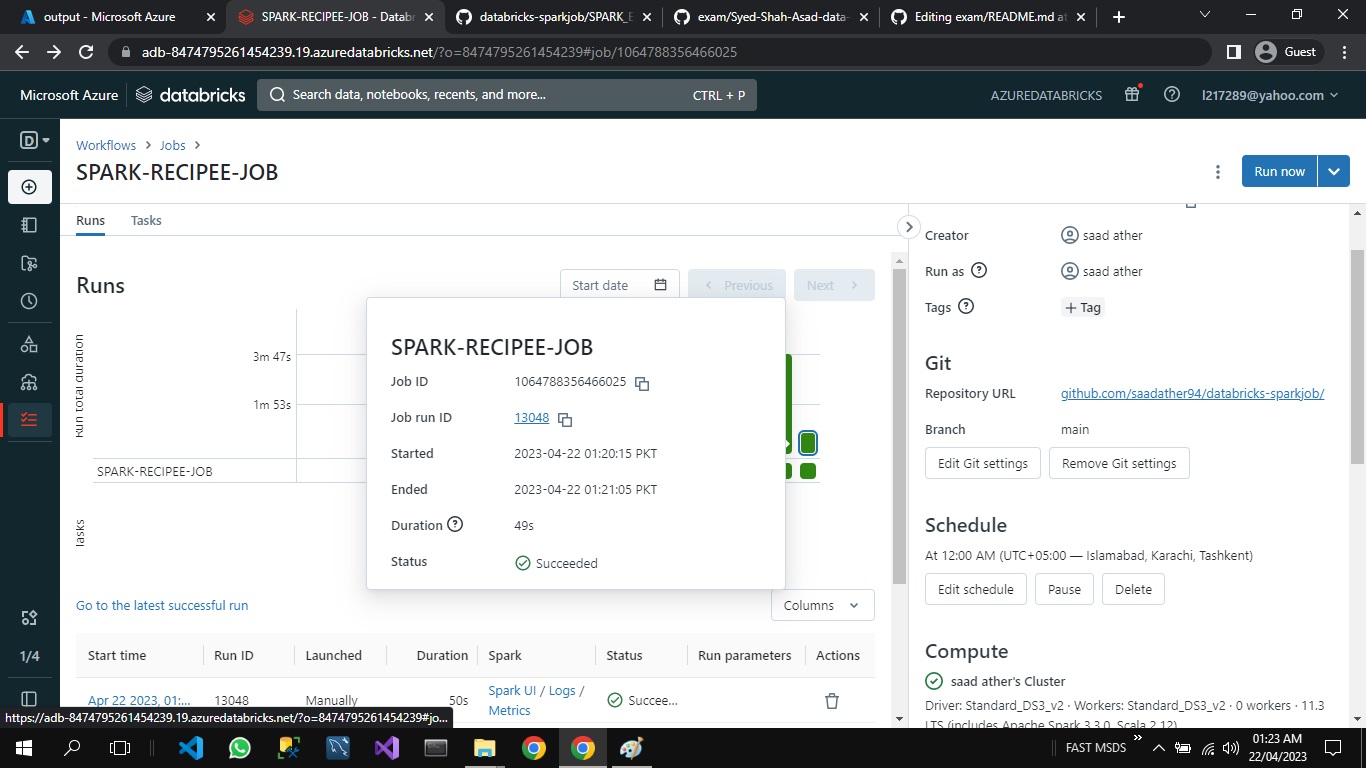 output - Microsoft Azure
SPARK-RECIPEE-JOB - Datab
databricks-sparkjob/SPARK_E
exam/Syed-Shah-Asad-data-
Editing exam/README.md at
adb-8474795261454239.19.azuredatabricks.net/?o=8474795261454239#job/1064788356466025
Guest
Microsoft Azure
databricks
Search data, notebooks, recents, and more...
CTRL + P
AZUREDATABRICKS
l217289@yahoo.com
D
Workflows > Jobs >
SPARK-RECIPEE-JOB
Run now
Runs
Tasks
Runs
Start date
Previous
Next
Run total duration
3m 47s
1m 53s
SPARK-RECIPEE-JOB
Tasks
SPARK-RECIPEE-JOB
Job ID 1064788356466025
Job run ID 13048
Started 2023-04-22 01:20:15 PKT
Ended 2023-04-22 01:21:05 PKT
Duration 49s
Status Succeeded
Go to the latest successful run
Columns
Start time Run ID Launched Duration Spark Status Run parameters Actions
Apr 22 2023, 01:... 13048 Manually 50s Spark UI / Logs / Metrics Succee...
Creator saad ather
Run as saad ather
Tags + Tag
Git
Repository URL github.com/saadather94/databricks-sparkjob/
Branch main
Edit Git settings
Remove Git settings
Schedule
At 12:00 AM (UTC+05:00 — Islamabad, Karachi, Tashkent)
Edit schedule
Pause
Delete
Compute
saad ather's Cluster
Driver: Standard_DS3_v2 · Workers: Standard_DS3_v2 · 0 workers · 11.3
LTS (includes Apache Spark 3.3.0, Scala 2.12)
1/4
https://adb-8474795261454239.19.azuredatabricks.net/?o=8474795261454239#jo...
FAST MSDS
01:23 AM
22/04/2023